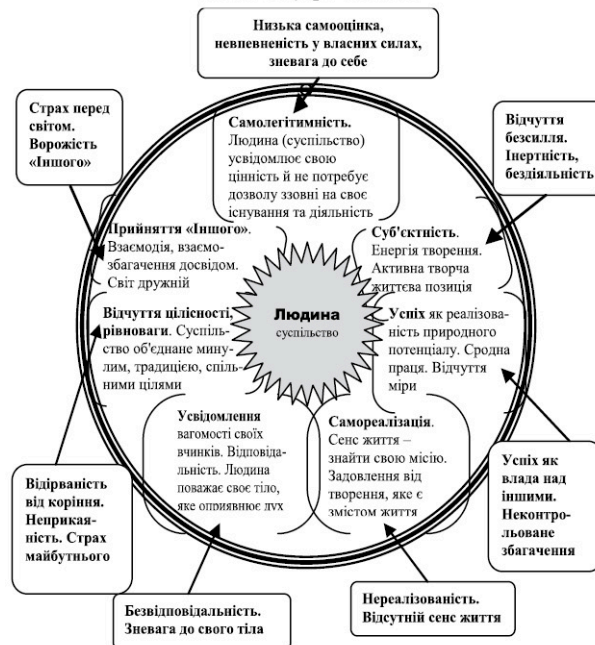 Низька самооцінка,
невпевненість у власних силах,
зневага до себе
Страх перед
світом.
Ворожість
«Іншого»
Самолегітимність.
Людина (суспільство)
усвідомлює свою
цінність й не потребує
дозволу ззовні на своє
існування та діяльність
Відчуття
безсилля.
Інертність,
бездіяльність
Прийняття «Іншого».
Взаємодія, взаємо-
збагачення досвідом.
Світ дружній
Суб'єктність.
Енергія творення.
Активна творча
життєва позиція
Людина
суспільство
Відчуття цілісності,
рівноваги. Суспіль-
ство об'єднане мину-
лим, традицією, спіль-
ними цілями
Успіх як реалізова-
ність природного
потенціалу. Сродна
праця. Відчуття
міри
Усвідомлення
вагомості своїх
вчинків. Відповіда-
льність. Людина
поважає своє тіло,
яке оприявнює дух
Самореалізація.
Сенс життя –
знайти свою місію.
Задовлення від
творення, яке є
змістом життя
Відірваність
від коріння.
Неприкая-
ність. Страх
майбутнього
Успіх як
влада над
іншими.
Неконтро-
льоване
збагачення
Безвідповідальність.
Зневага до свого тіла
Нереалізованість.
Відсутній сенс життя